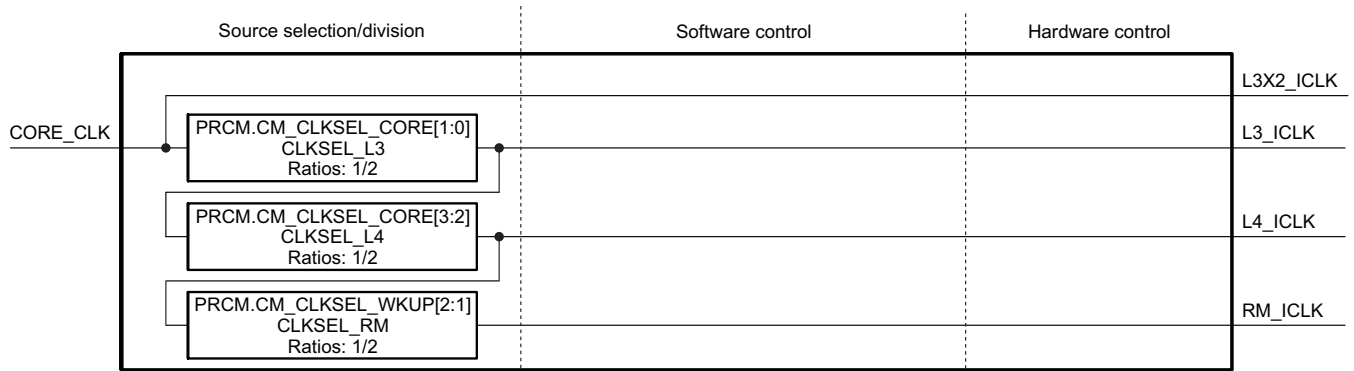 Source selection/division
Software control
Hardware control
L3X2_ICLK
CORE_CLK
PRCM.CM_CLKSEL_CORE[1:0]
CLKSEL_L3
Ratios: 1/2
L3_ICLK
PRCM.CM_CLKSEL_CORE[3:2]
CLKSEL_L4
Ratios: 1/2
L4_ICLK
PRCM.CM_CLKSEL_WKUP[2:1]
CLKSEL_RM
Ratios: 1/2
RM_ICLK